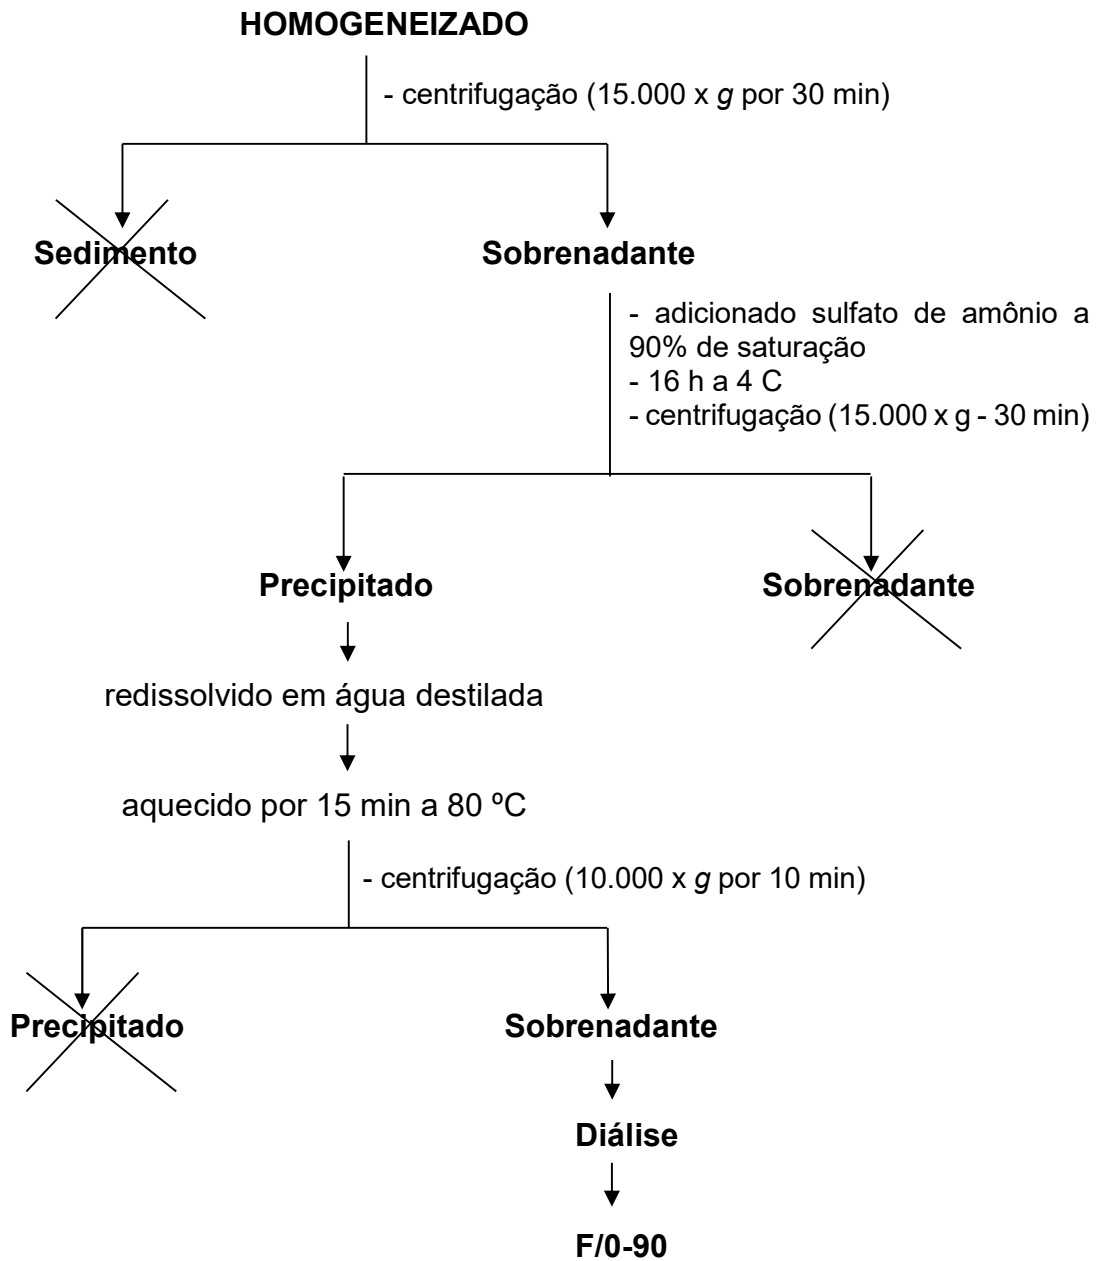 HOMOGENEIZADO
- centrifugação (15.000 x g por 30 min)
Sedimento
Sobrenadante
- adicionado sulfato de amônio a
90% de saturação
- 16 h a 4 C
- centrifugação (15.000 x g - 30 min)
Precipitado
Sobrenadante
redissolvido em água destilada
aquecido por 15 min a 80 ºC
- centrifugação (10.000 x g por 10 min)
Precipitado
Sobrenadante
Diálise
F/0-90